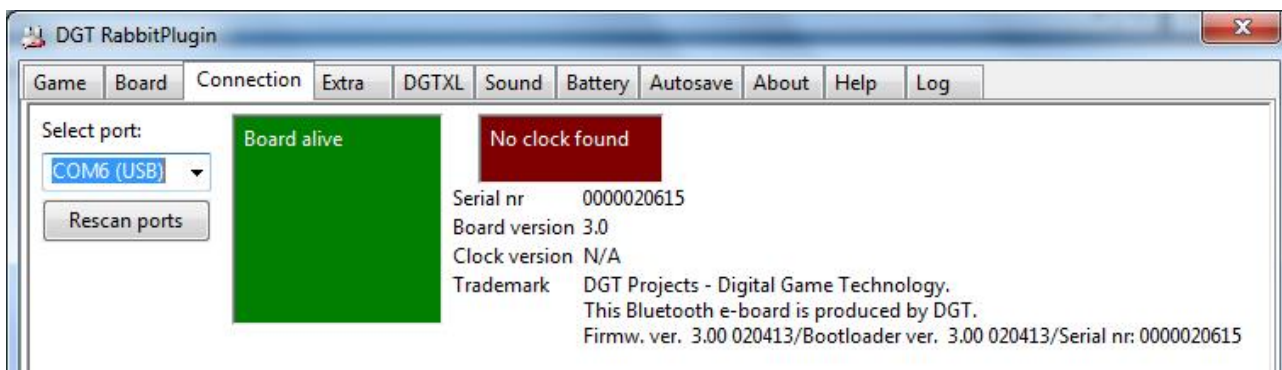 DGT RabbitPlugin
Game Board Connection Extra DGTXL Sound Battery Autosave About Help Log
Select port:
COM6 (USB)
Rescan ports
Board alive
No clock found
Serial nr 0000020615
Board version 3.0
Clock version N/A
Trademark DGT Projects - Digital Game Technology.
This Bluetooth e-board is produced by DGT.
Firmw. ver. 3.00 020413/Bootloader ver. 3.00 020413/Serial nr: 0000020615